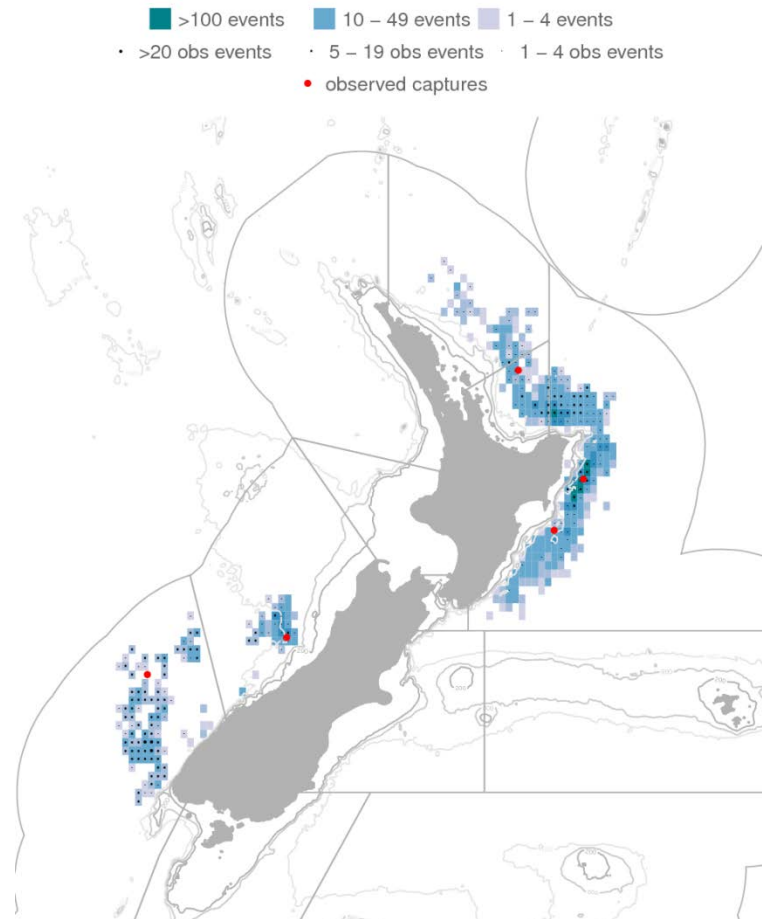 >100 events 10 − 49 events 1 − 4 events
>20 obs events 5 − 19 obs events 1 − 4 obs events
observed captures